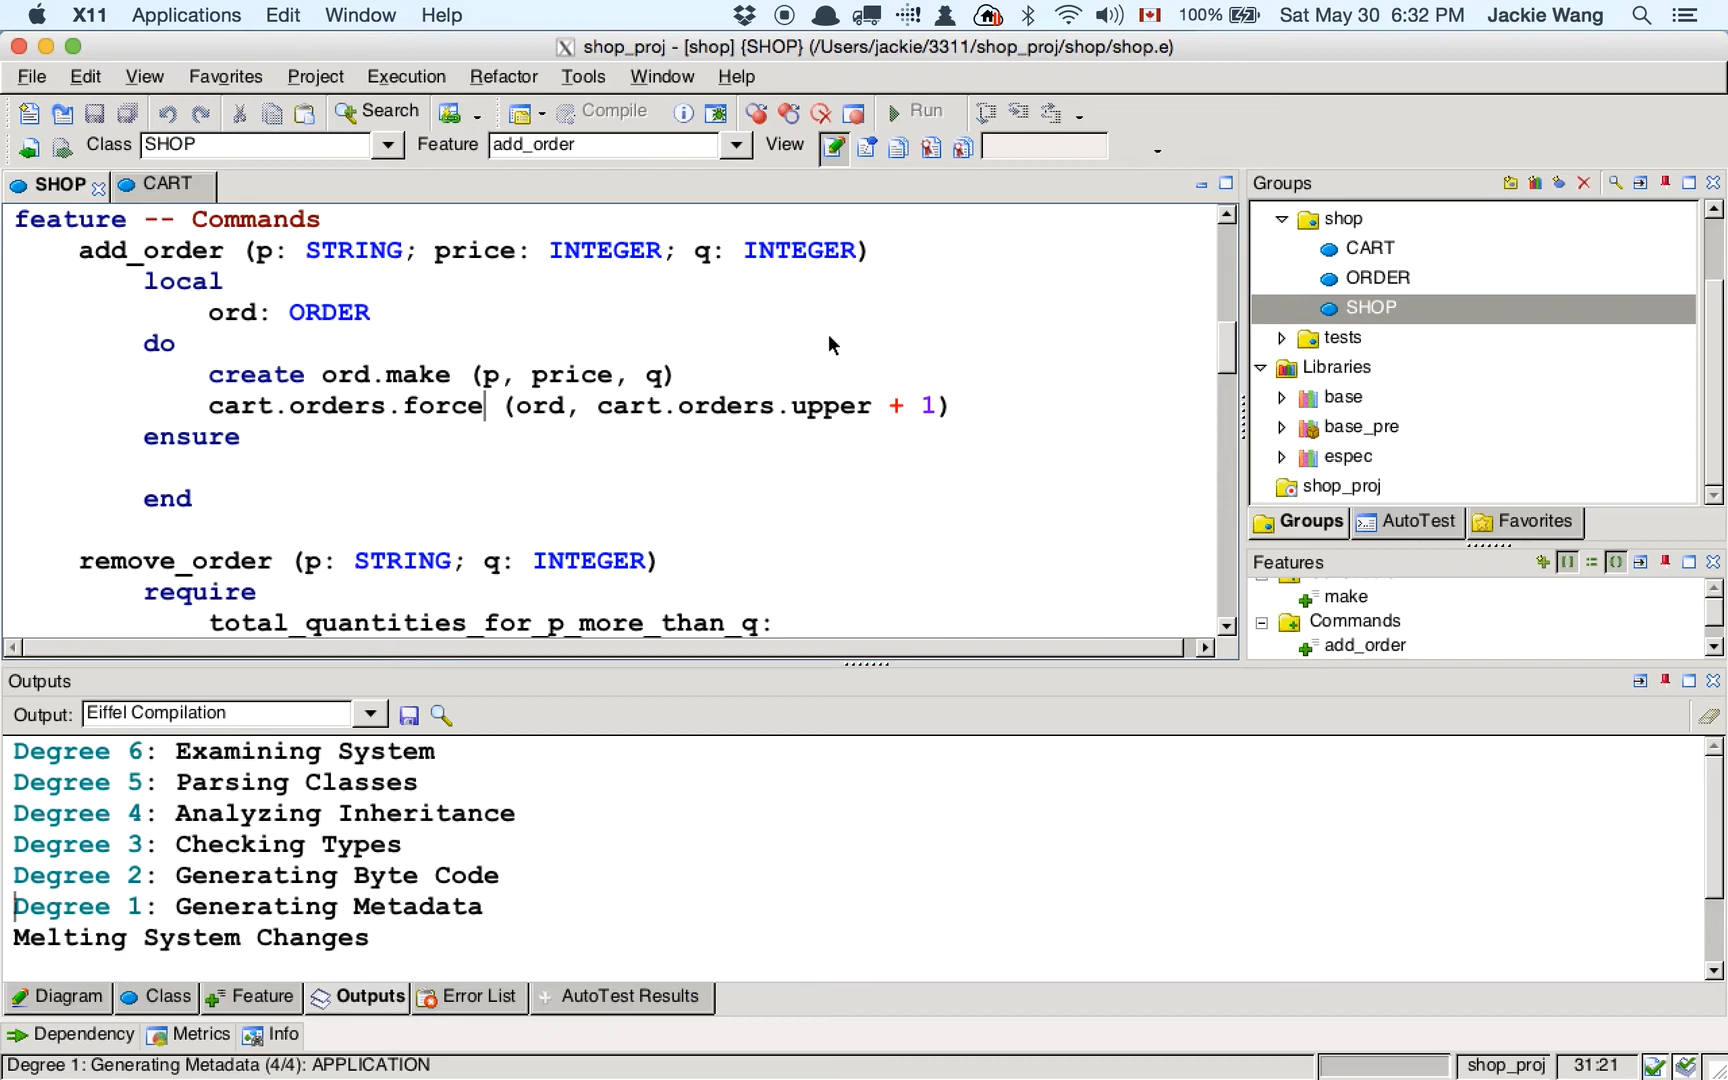 X11 Applications Edit Window Help 100% Sat May 30 6:32 PM Jackie Wang
shop_proj - [shop] {SHOP} (/Users/jackie/3311/shop_proj/shop/shop.e)
File Edit View Favorites Project Execution Refactor Tools Window Help
Search Compile Run
Class SHOP Feature add_order View
SHOP CART
feature -- Commands
add_order (p: STRING; price: INTEGER; q: INTEGER)
local
ord: ORDER
do
create ord.make (p, price, q)
cart.orders.force (ord, cart.orders.upper + 1)
ensure
end
remove_order (p: STRING; q: INTEGER)
require
total_quantities_for_p_more_than_q:
Groups
shop
CART
ORDER
SHOP
tests
Libraries
base
base_pre
espec
shop_proj
Groups AutoTest Favorites
Features
make
Commands
add_order
Outputs
Output: Eiffel Compilation
Degree 6: Examining System
Degree 5: Parsing Classes
Degree 4: Analyzing Inheritance
Degree 3: Checking Types
Degree 2: Generating Byte Code
Degree 1: Generating Metadata
Melting System Changes
Diagram Class Feature Outputs Error List AutoTest Results
Dependency Metrics Info
Degree 1: Generating Metadata (4/4): APPLICATION shop_proj 31:21